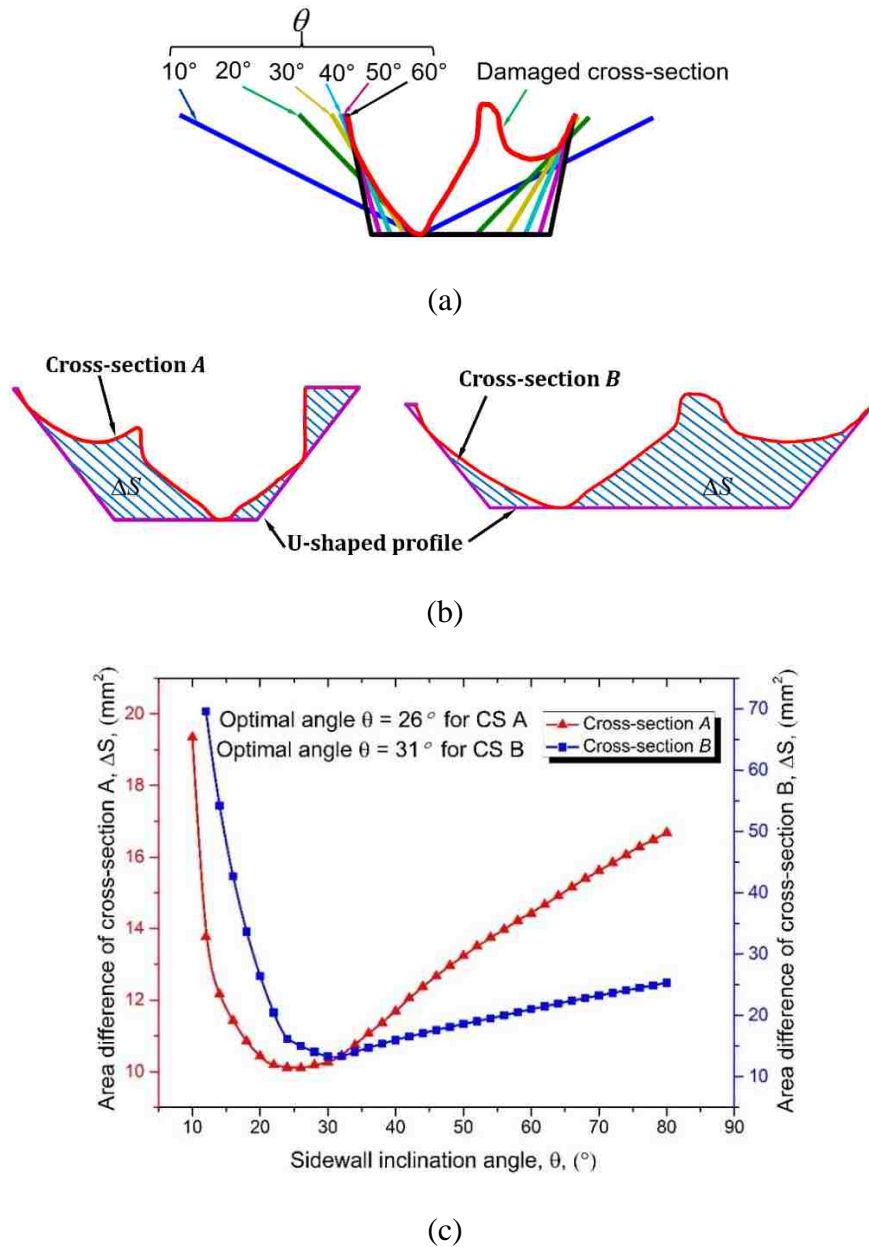 θ
10° 20° 30° 40° 50° 60° Damaged cross-section
(a)
Cross-section A
Cross-section B
ΔS
ΔS
U-shaped profile
(b)
Area difference of cross-section A, ΔS, (mm²)
20
18
16
14
12
10
Optimal angle θ = 26° for CS A
Optimal angle θ = 31° for CS B
Cross-section A
Cross-section B
70
60
50
40
30
20
10
Area difference of cross-section B, ΔS, (mm²)
10 20 30 40 50 60 70 80 90
Sidewall inclination angle, θ, (°)
(c)